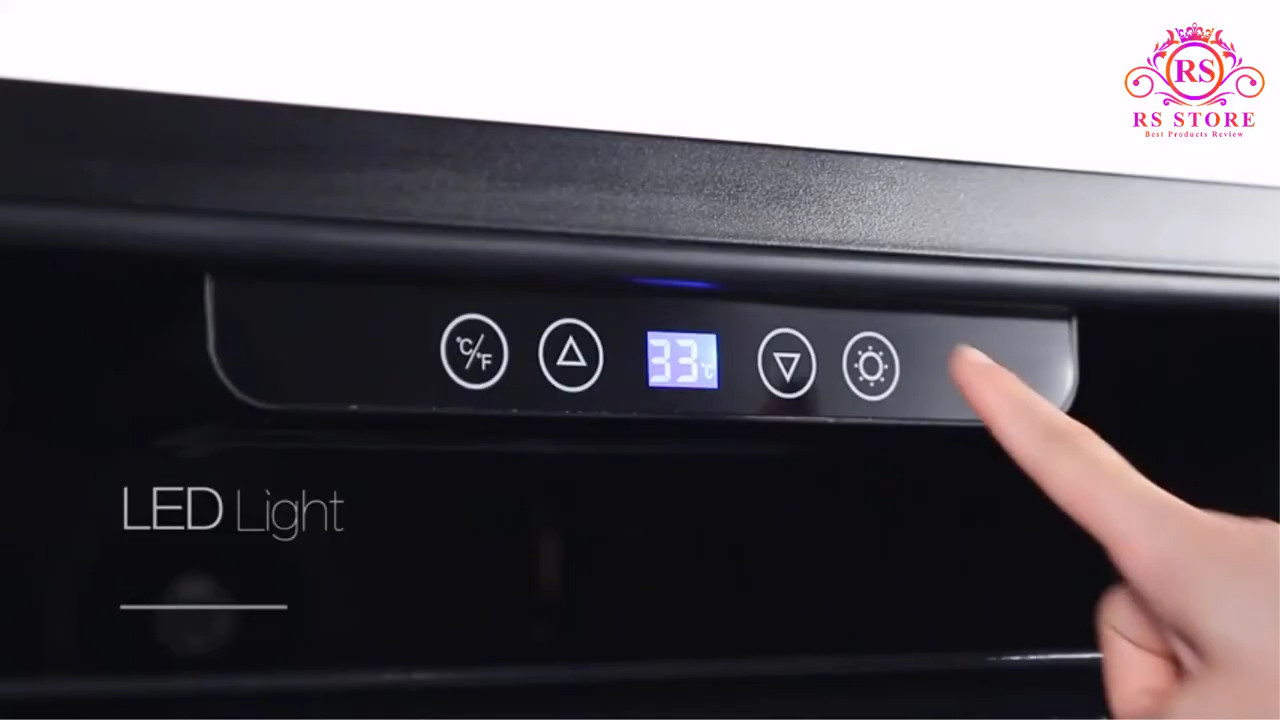 RS
RS STORE
Best Products Review
°C/°F
33°C
LED Light